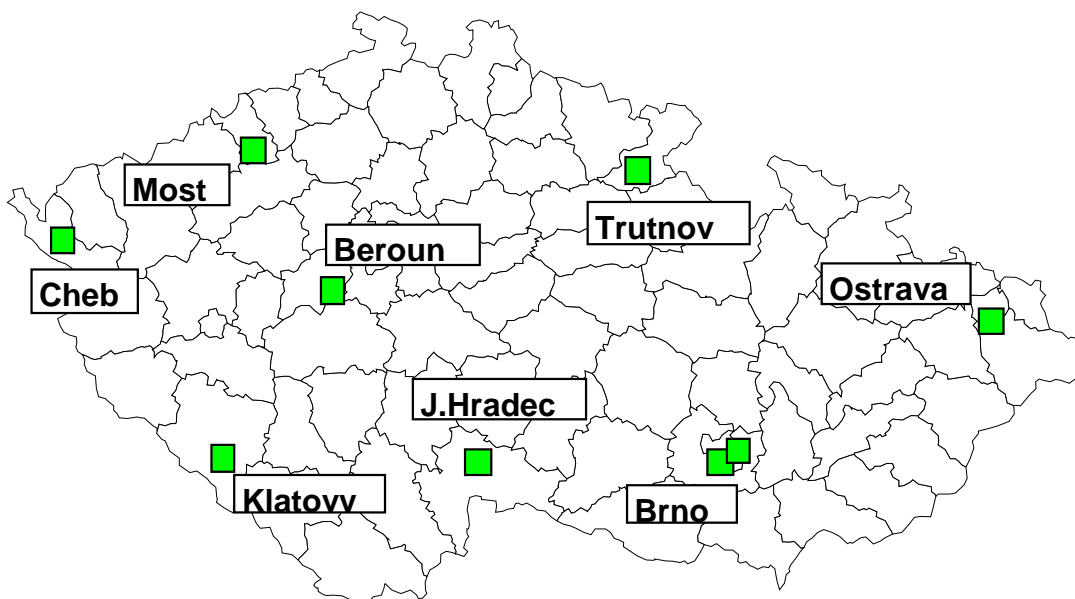 Most
Trutnov
Beroun
Cheb
Ostrava
J.Hradec
Klatovy
Brno